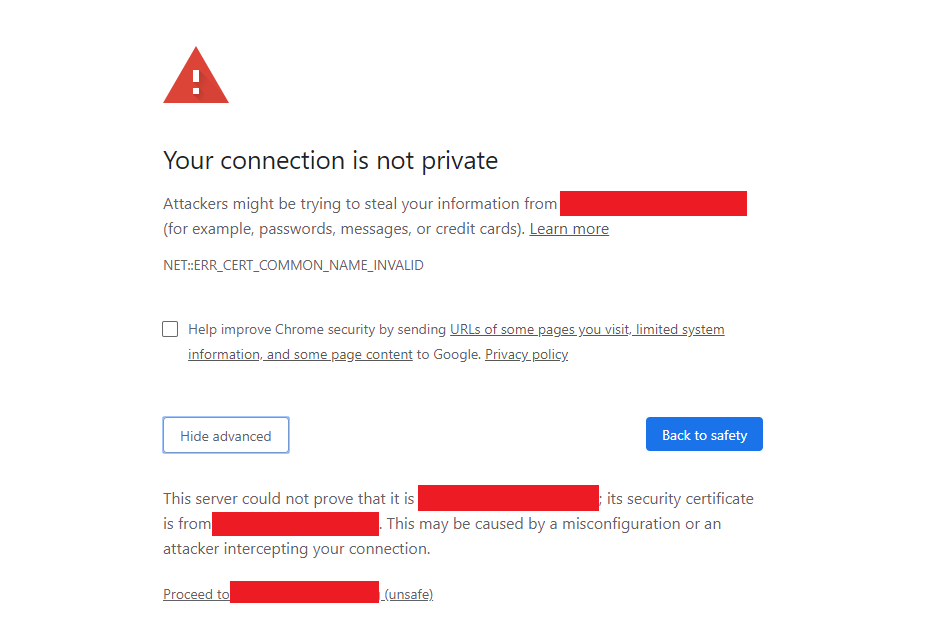 Your connection is not private
Attackers might be trying to steal your information from
(for example, passwords, messages, or credit cards). Learn more
NET::ERR_CERT_COMMON_NAME_INVALID
Help improve Chrome security by sending URLs of some pages you visit, limited system
information, and some page content to Google. Privacy policy
Hide advanced
Back to safety
This server could not prove that it is ; its security certificate
is from . This may be caused by a misconfiguration or an
attacker intercepting your connection.
Proceed to (unsafe)